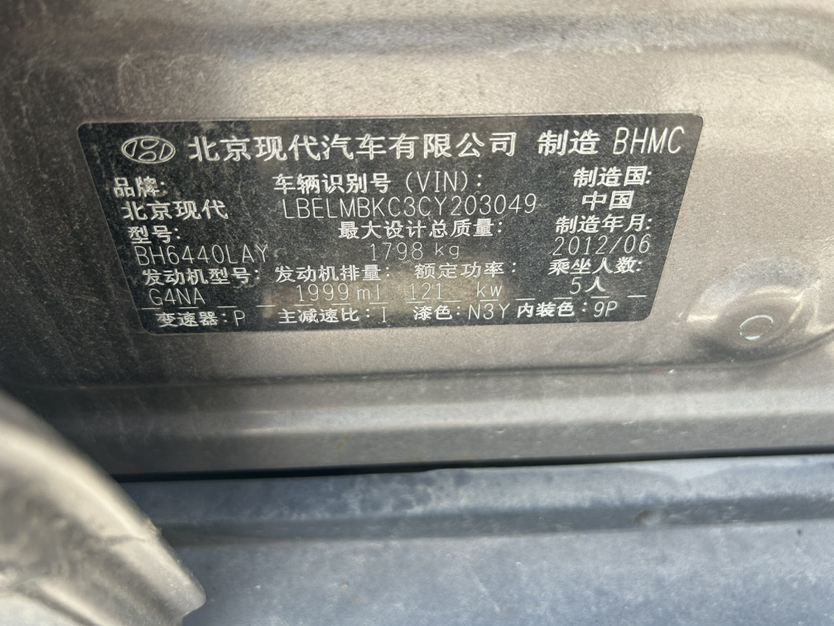 北京现代汽车有限公司 制造 BHMC
品牌: 车辆识别号 (VIN): 制造国:
北京现代 LBELMBKC3CY203049 中国
型号: 最大设计总质量: 制造年月:
BH6440LAY 1798 kg 2012/06
发动机型号: 发动机排量: 额定功率: 乘坐人数:
G4NA 1999 ml 121 kw 5人
变速器:P 主减速比:I 漆色:N3Y 内装色:9P